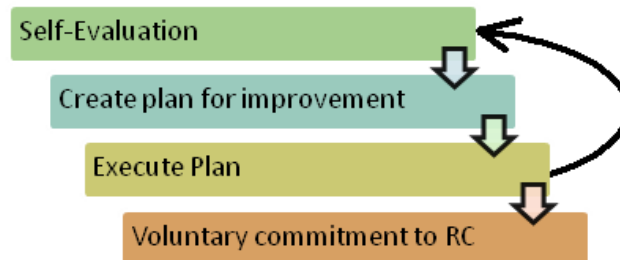 Self-Evaluation
Create plan for improvement
Execute Plan
Voluntary commitment to RC